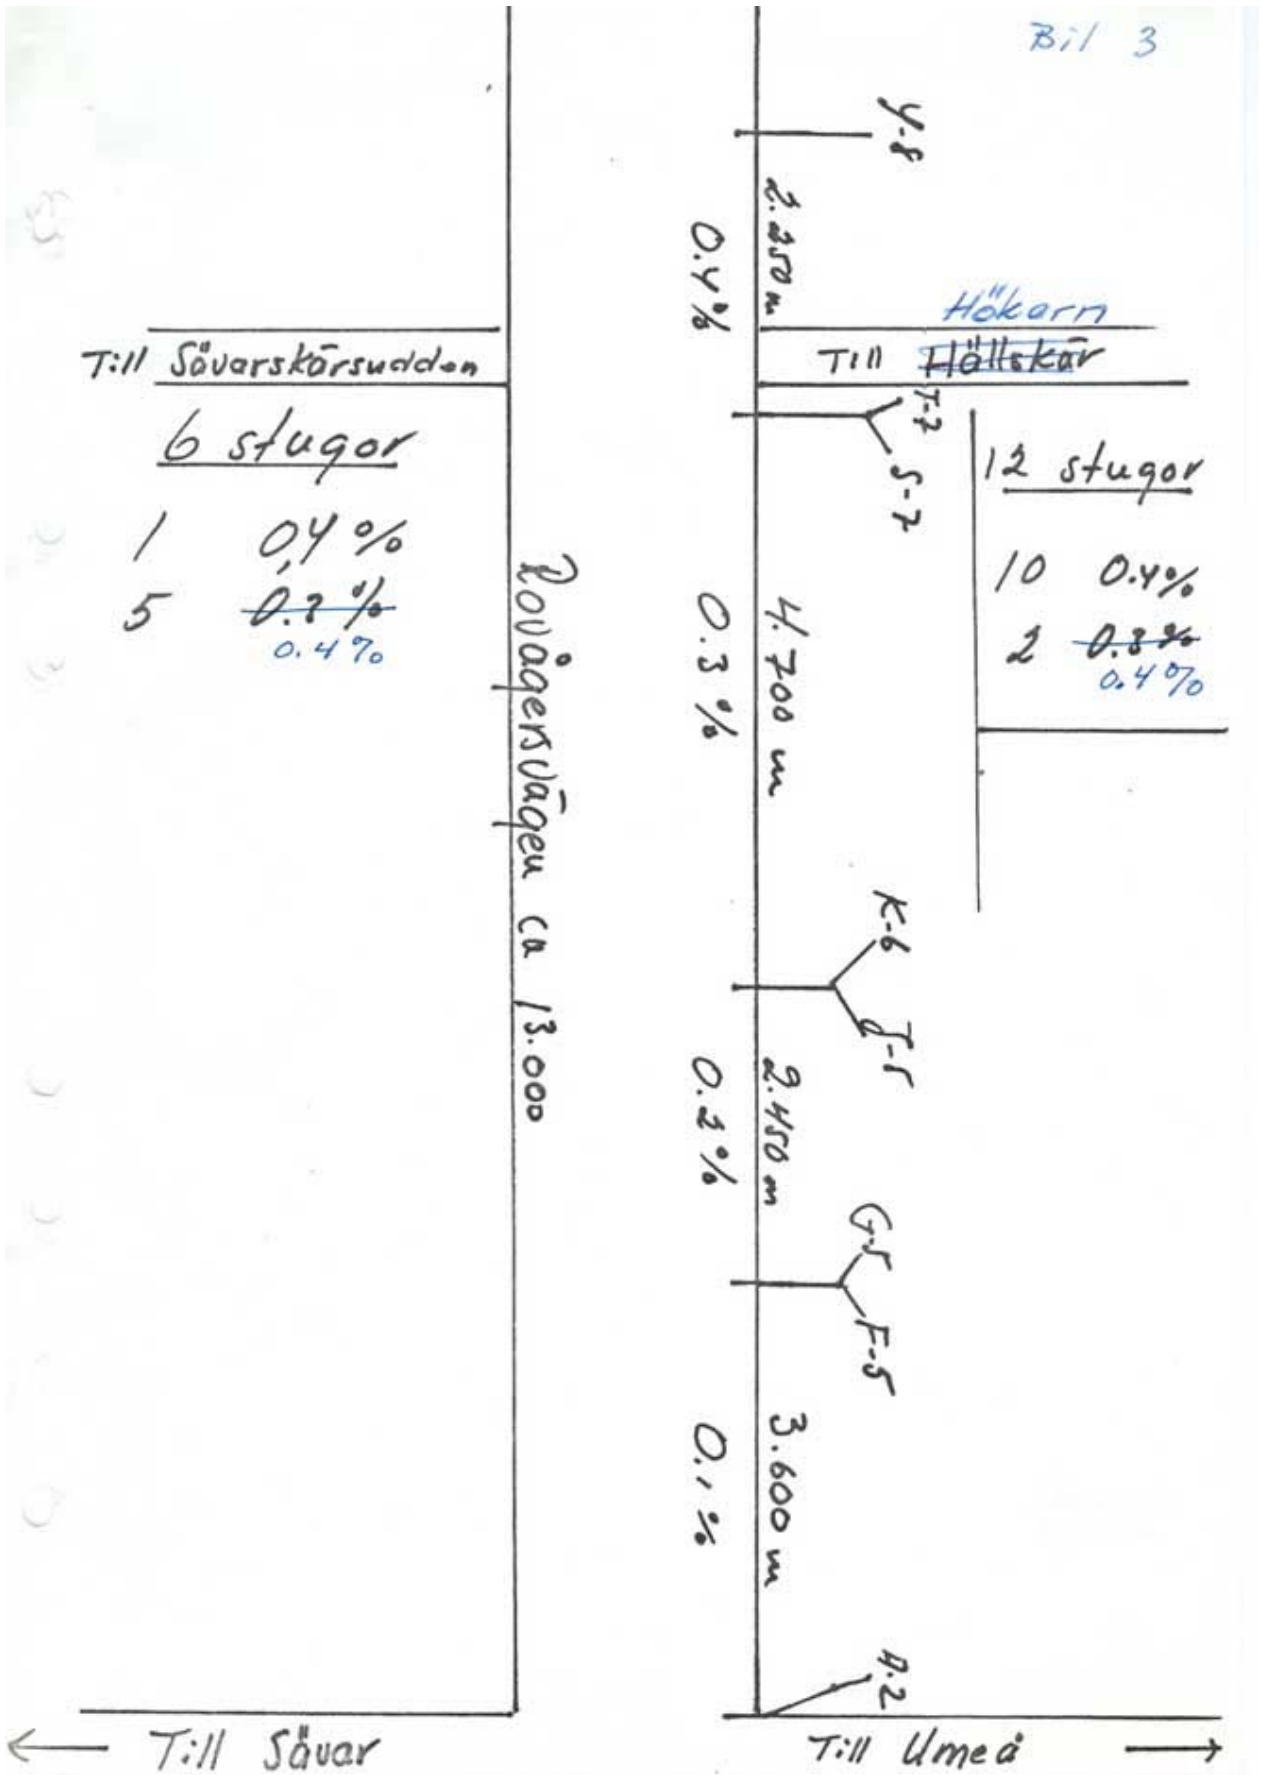 Bil 3
Y-8
2.250 m
0.4%
Hökarn
Till Sävarskärsudden
Till Hällskär
T-7
S-7
6 stugor
1 0,4%
5 0.3%
0.4%
12 stugor
10 0.4%
2 0.3%
0.4%
Rovågersvägen ca 13.000
4.700 m
0.3%
K-6
J-5
2.450 m
0.2%
G-5
F-5
3.600 m
0.1%
A-2
← Till Sävar
Till Umeå →